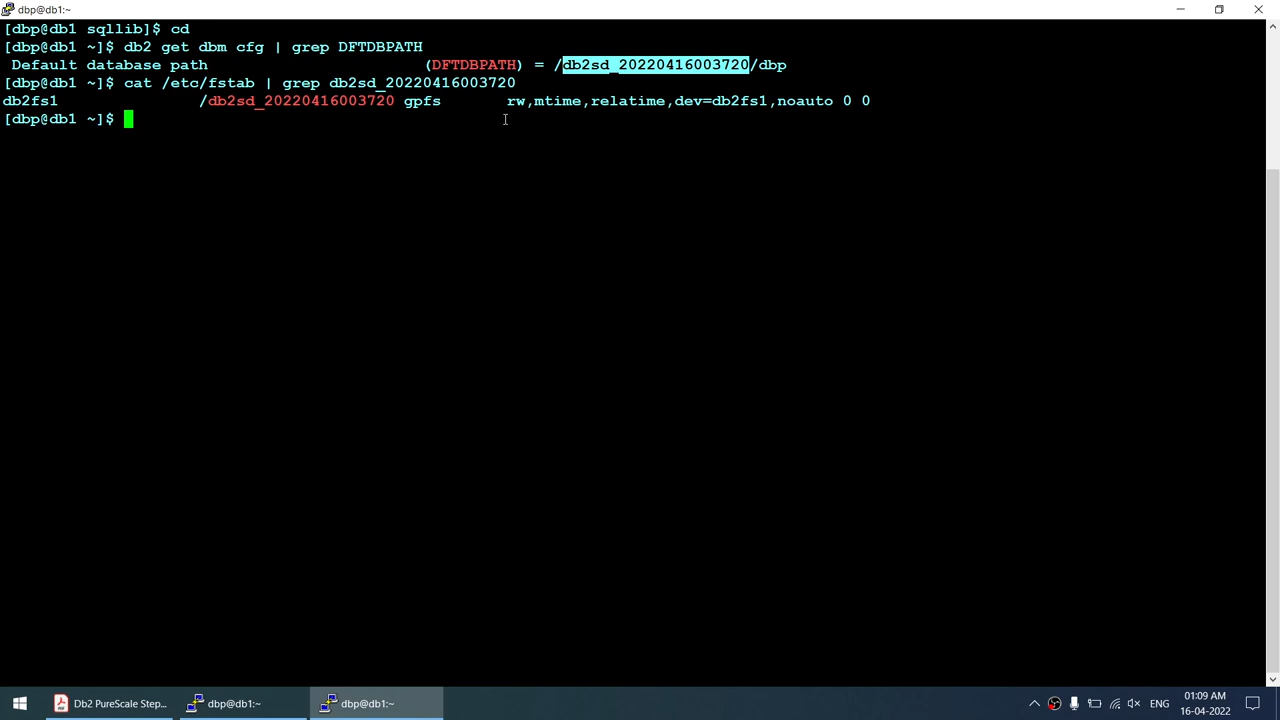 dbp@db1:~
[dbp@db1 sqllib]$ cd
[dbp@db1 ~]$ db2 get dbm cfg | grep DFTDBPATH
Default database path (DFTDBPATH) = /db2sd_20220416003720/dbp
[dbp@db1 ~]$ cat /etc/fstab | grep db2sd_20220416003720
db2fs1 /db2sd_20220416003720 gpfs rw,mtime,relatime,dev=db2fs1,noauto 0 0
[dbp@db1 ~]$
Db2 PureScale Step... dbp@db1:~ dbp@db1:~ ENG 01:09 AM
16-04-2022